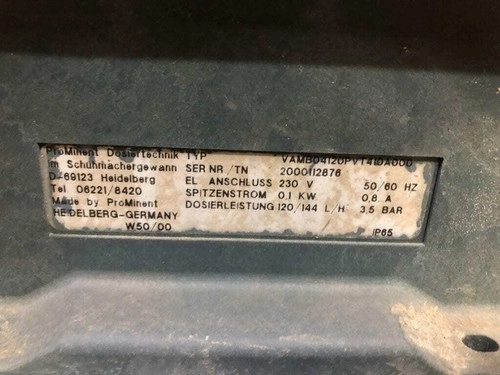 ProMinent Dosiertechnik TYP VAMB04120PVT410A000
Im Schuhmachergewann SER NR/TN 2000112876
D-69123 Heidelberg EL ANSCHLUSS 230 V 50/60 HZ
Tel 06221/8420 SPITZENSTROM 0,1 KW 0,8 A
Made by ProMinent DOSIERLEISTUNG 120/144 L/H 3,5 BAR
HEIDELBERG-GERMANY
W50/00 IP65